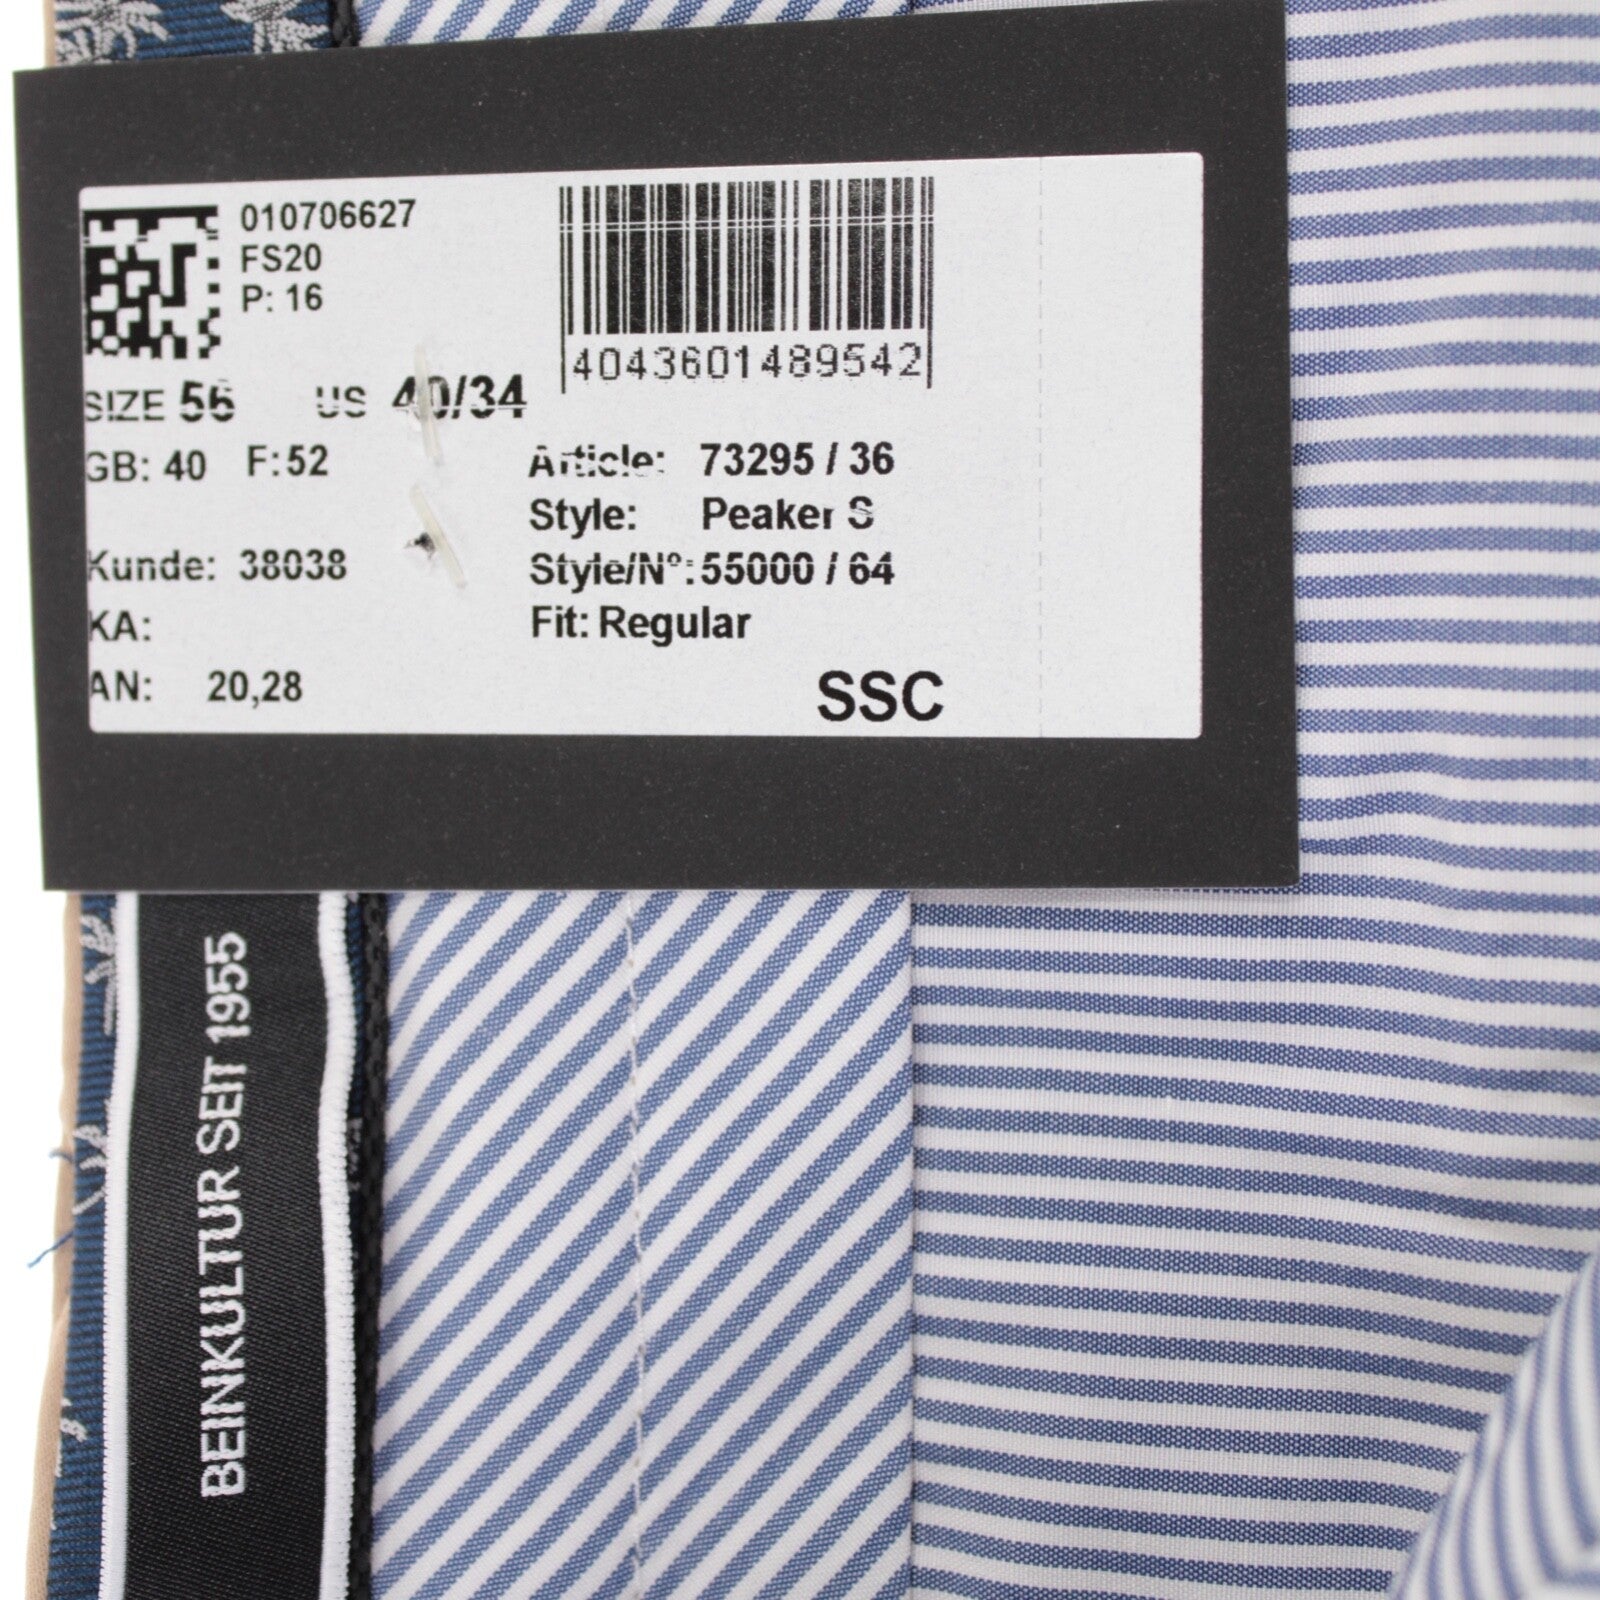 010706627
FS20
P: 16
4043601489542
SIZE 56 US 40/34
GB: 40 F:52
Article: 73295 / 36
Style: Peaker S
Kunde: 38038
Style/N°: 55000 / 64
KA:
Fit: Regular
AN: 20,28
SSC
BEINKULTUR SEIT 1955